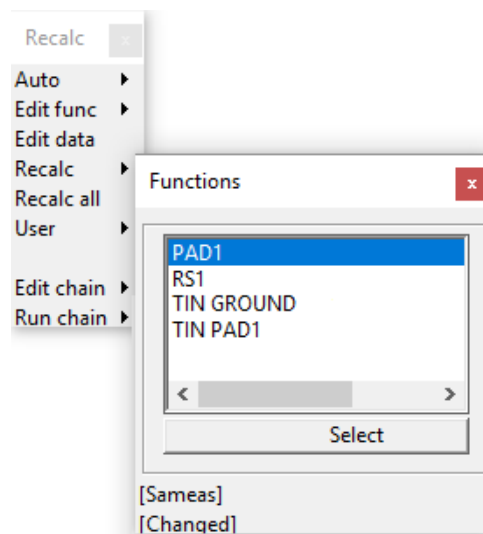 Recalc
Auto
Edit func
Edit data
Recalc
Recalc all
User
Edit chain
Run chain
Functions
PAD1
RS1
TIN GROUND
TIN PAD1
Select
[Sameas]
[Changed]